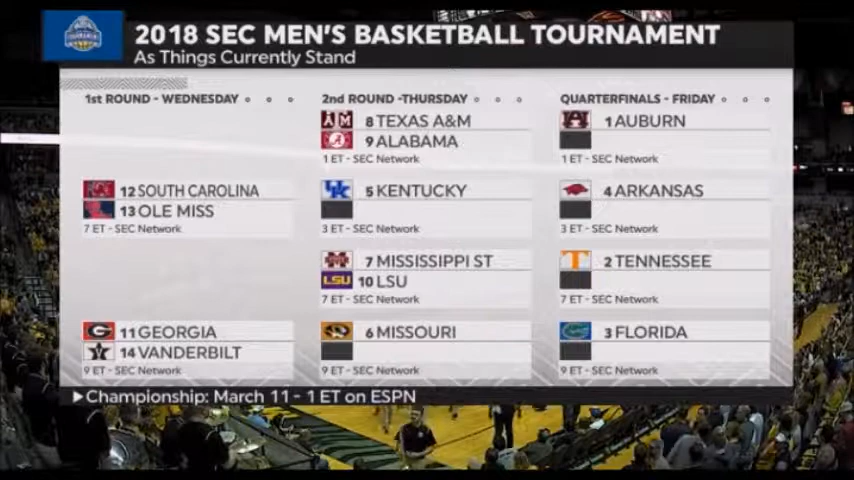 2018 SEC MEN'S BASKETBALL TOURNAMENT
As Things Currently Stand
1st ROUND - WEDNESDAY
12 SOUTH CAROLINA
13 OLE MISS
7 ET - SEC Network
11 GEORGIA
14 VANDERBILT
9 ET - SEC Network
2nd ROUND -THURSDAY
8 TEXAS A&M
9 ALABAMA
1 ET - SEC Network
5 KENTUCKY
3 ET - SEC Network
7 MISSISSIPPI ST
LSU 10 LSU
7 ET - SEC Network
6 MISSOURI
9 ET - SEC Network
QUARTERFINALS - FRIDAY
1 AUBURN
1 ET - SEC Network
4 ARKANSAS
3 ET - SEC Network
2 TENNESSEE
7 ET - SEC Network
3 FLORIDA
9 ET - SEC Network
Championship: March 11 - 1 ET on ESPN